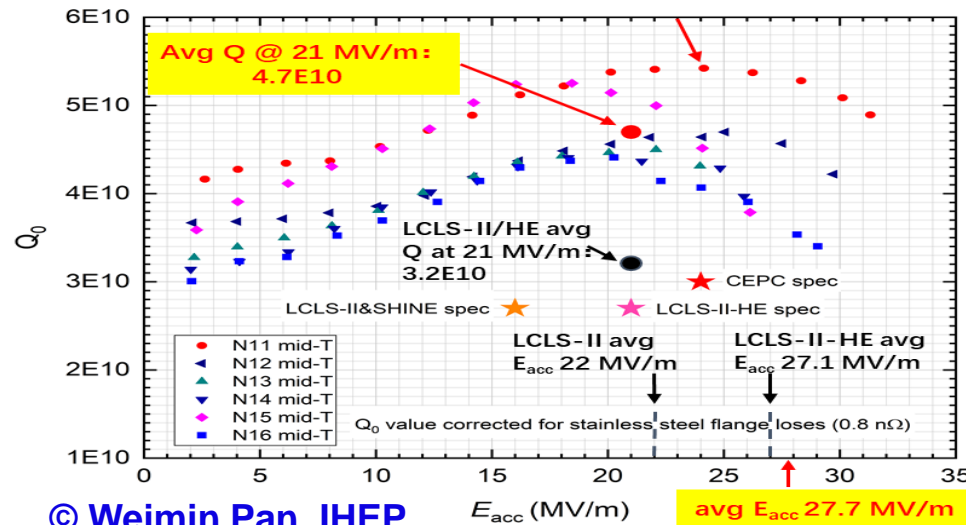 6E10
5E10
4E10
3E10
2E10
1E10
Q0
Avg Q @ 21 MV/m：
4.7E10
LCLS-II/HE avg
Q at 21 MV/m：
3.2E10
CEPC spec
LCLS-II&SHINE spec
LCLS-II-HE spec
LCLS-II avg
Eacc 22 MV/m
LCLS-II-HE avg
Eacc 27.1 MV/m
N11 mid-T
N12 mid-T
N13 mid-T
N14 mid-T
N15 mid-T
N16 mid-T
Q0 value corrected for stainless steel flange loses (0.8 nΩ)
0 5 10 15 20 25 30 35
Eacc (MV/m)
avg Eacc 27.7 MV/m
© Weimin Pan, IHEP